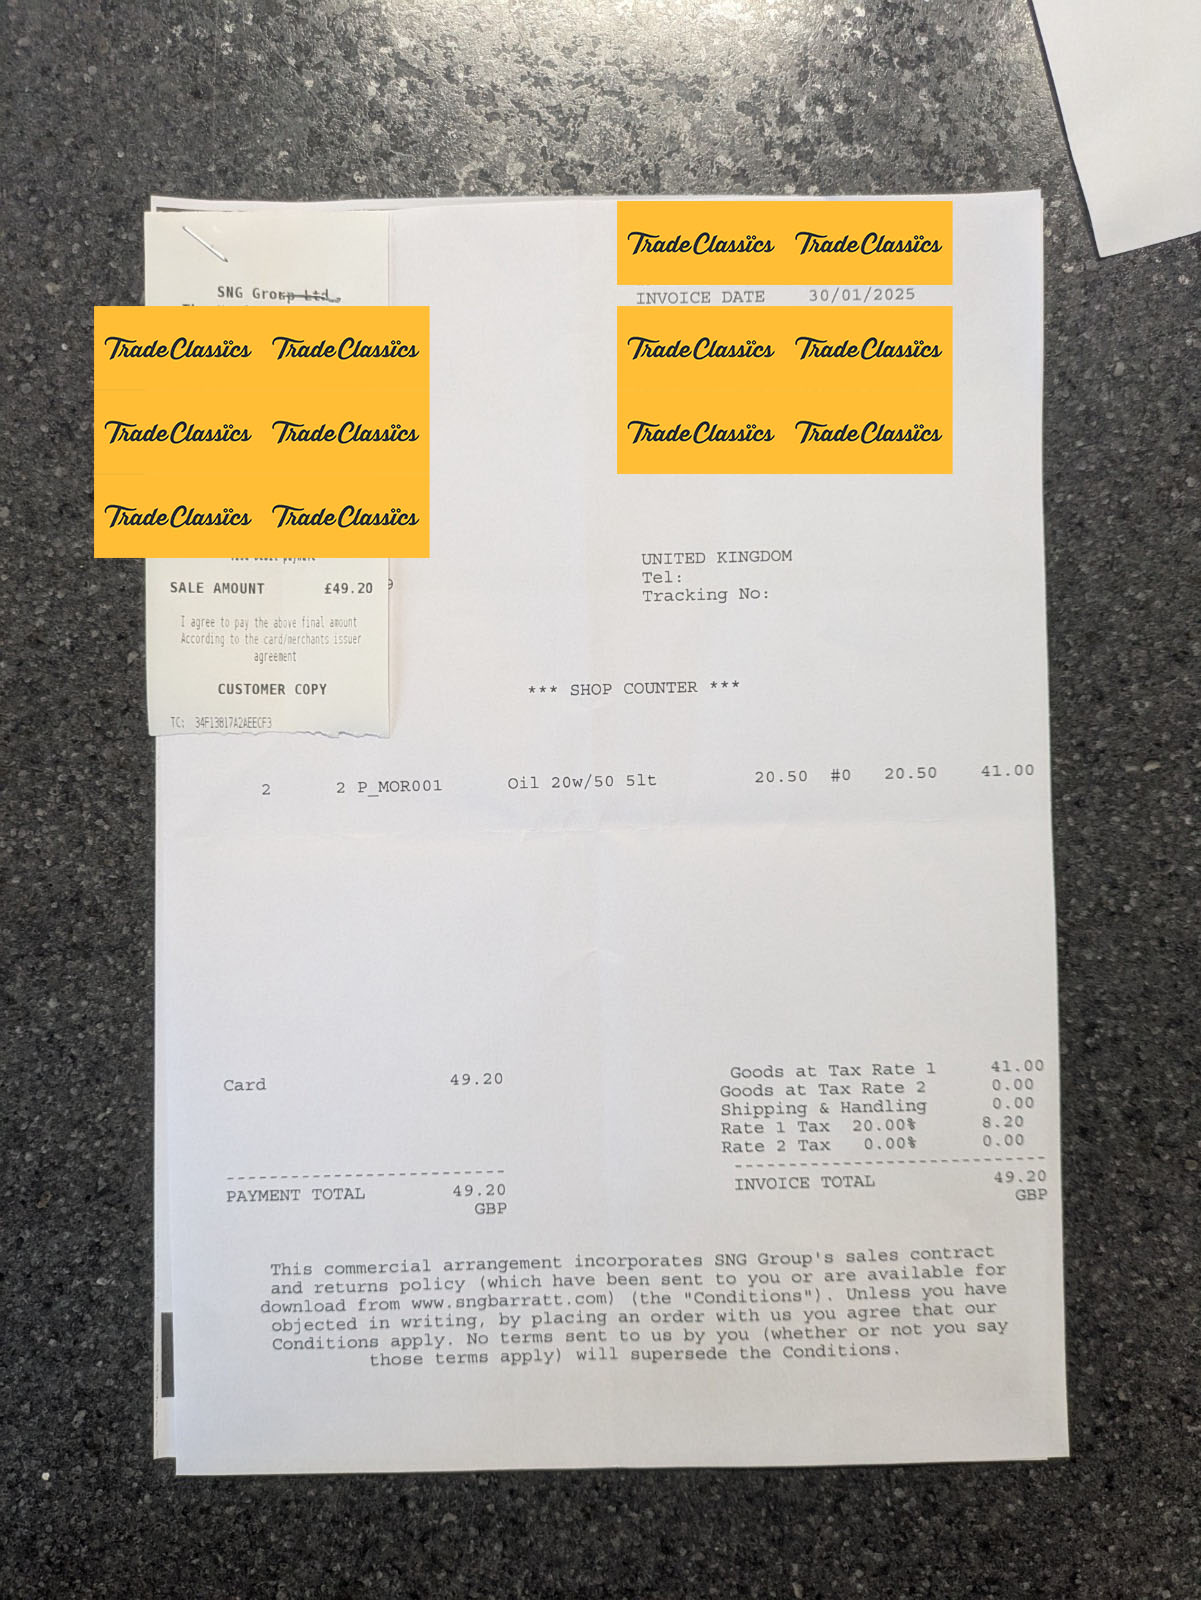 SNG Group Ltd.
TradeClassics TradeClassics
TradeClassics TradeClassics
TradeClassics TradeClassics
SALE AMOUNT £49.20
I agree to pay the above final amount
According to the card/merchants issuer
agreement
CUSTOMER COPY
TC: 34F13817A2AEECF3
TradeClassics TradeClassics
INVOICE DATE 30/01/2025
TradeClassics TradeClassics
TradeClassics TradeClassics
UNITED KINGDOM
Tel:
Tracking No:
*** SHOP COUNTER ***
2 2 P_MOR001 Oil 20w/50 5lt 20.50 #0 20.50 41.00
Card 49.20
PAYMENT TOTAL 49.20
GBP
Goods at Tax Rate 1 41.00
Goods at Tax Rate 2 0.00
Shipping & Handling 0.00
Rate 1 Tax 20.00% 8.20
Rate 2 Tax 0.00% 0.00
INVOICE TOTAL 49.20
GBP
This commercial arrangement incorporates SNG Group's sales contract
and returns policy (which have been sent to you or are available for
download from www.sngbarratt.com) (the "Conditions"). Unless you have
objected in writing, by placing an order with us you agree that our
Conditions apply. No terms sent to us by you (whether or not you say
those terms apply) will supersede the Conditions.